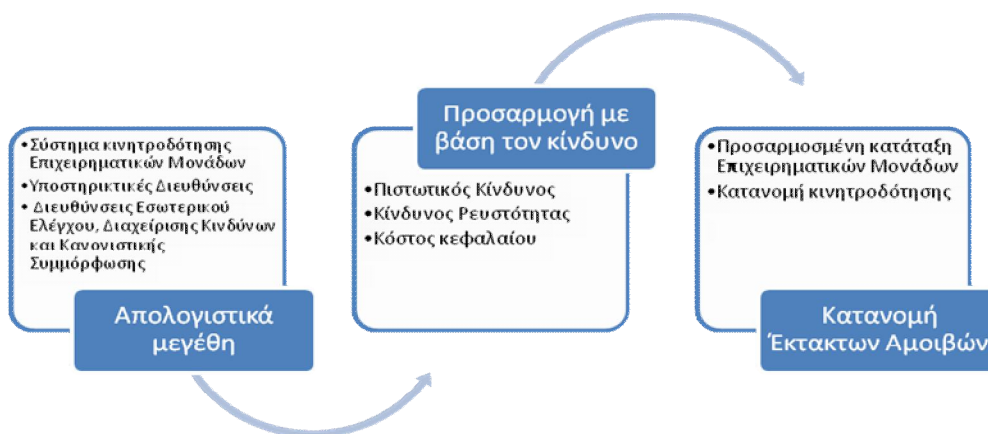 •Σύστημα κινητροδότησης
Επιχειρηματικών Μονάδων
•Υποστηρικτικές Διευθύνσεις
• Διευθύνσεις Εσωτερικού
Ελέγχου, Διαχείρισης Κινδύνων
και Κανονιστικής
Συμμόρφωσης
Απολογιστικά
μεγέθη
Προσαρμογή με
βάση τον κίνδυνο
•Πιστωτικός Κίνδυνος
•Κίνδυνος Ρευστότητας
•Κόστος κεφαλαίου
•Προσαρμοσμένη κατάταξη
Επιχειρηματικών Μονάδων
•Κατανομή κινητροδότησης
Κατανομή
Έκτακτων Αμοιβών